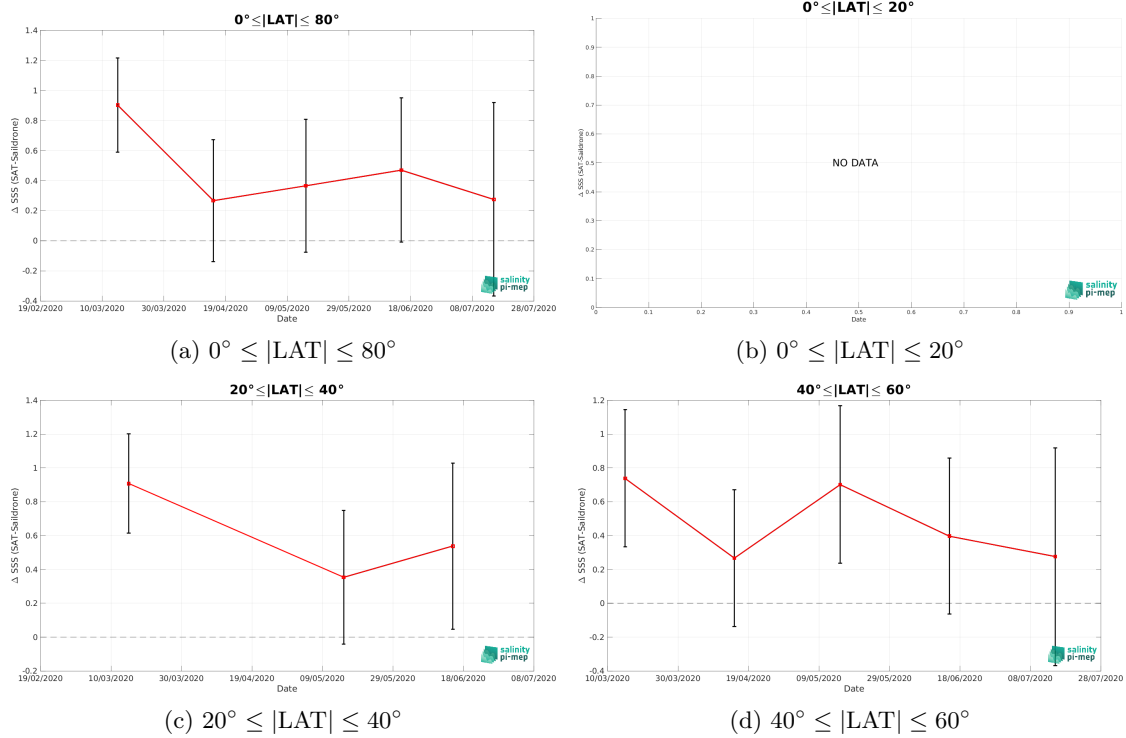 0°≤|LAT|≤ 80°
1.4
1.2
1
0.8
0.6
0.4
0.2
0
-0.2
-0.4
Δ SSS (SAT-Saildrone)
19/02/2020 10/03/2020 30/03/2020 19/04/2020 09/05/2020 29/05/2020 18/06/2020 08/07/2020 28/07/2020
Date
salinity
pi-mep
(a) 0° ≤ |LAT| ≤ 80°
0°≤|LAT|≤ 20°
1
0.9
0.8
0.7
0.6
0.5
0.4
0.3
0.2
0.1
0
Δ SSS (SAT-Saildrone)
NO DATA
0 0.1 0.2 0.3 0.4 0.5 0.6 0.7 0.8 0.9 1
Date
salinity
pi-mep
(b) 0° ≤ |LAT| ≤ 20°
20°≤|LAT|≤ 40°
1.4
1.2
1
0.8
0.6
0.4
0.2
0
-0.2
Δ SSS (SAT-Saildrone)
19/02/2020 10/03/2020 30/03/2020 19/04/2020 09/05/2020 29/05/2020 18/06/2020 08/07/2020
Date
salinity
pi-mep
(c) 20° ≤ |LAT| ≤ 40°
40°≤|LAT|≤ 60°
1.2
1
0.8
0.6
0.4
0.2
0
-0.2
-0.4
Δ SSS (SAT-Saildrone)
10/03/2020 30/03/2020 19/04/2020 09/05/2020 29/05/2020 18/06/2020 08/07/2020 28/07/2020
Date
salinity
pi-mep
(d) 40° ≤ |LAT| ≤ 60°